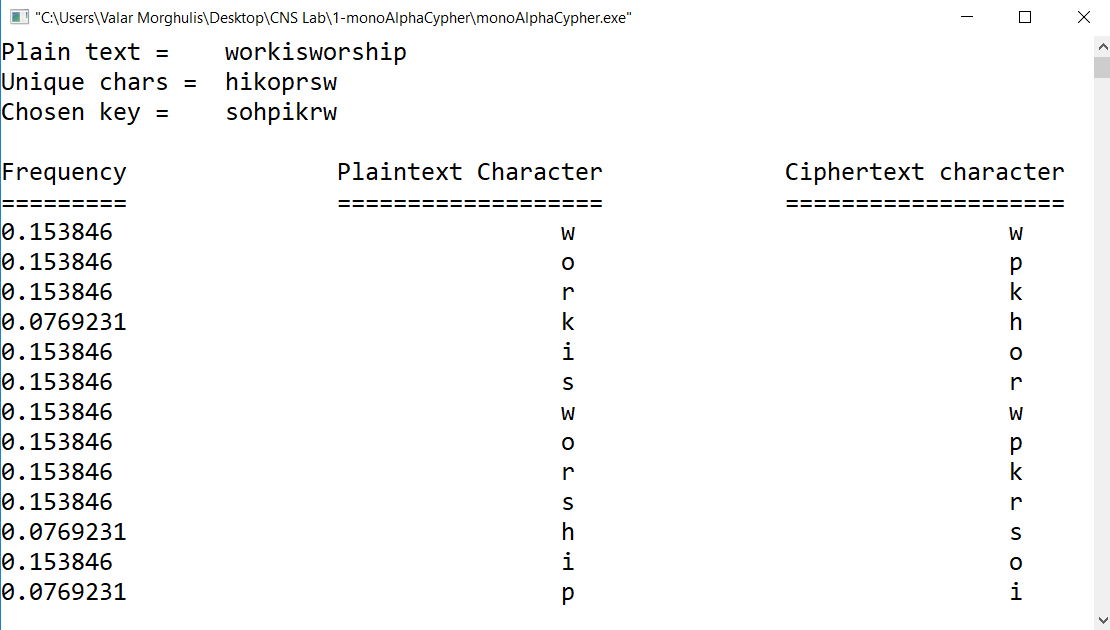 "C:\Users\Valar Morghulis\Desktop\CNS Lab\1-monoAlphaCypher\monoAlphaCypher.exe"
Plain text =    workisworship
Unique chars =  hikoprsw
Chosen key =    sohpikrw
Frequency               Plaintext Character             Ciphertext character
=========               ===================             ====================
0.153846                                w                               w
0.153846                                o                               p
0.153846                                r                               k
0.0769231                               k                               h
0.153846                                i                               o
0.153846                                s                               r
0.153846                                w                               w
0.153846                                o                               p
0.153846                                r                               k
0.153846                                s                               r
0.0769231                               h                               s
0.153846                                i                               o
0.0769231                               p                               i